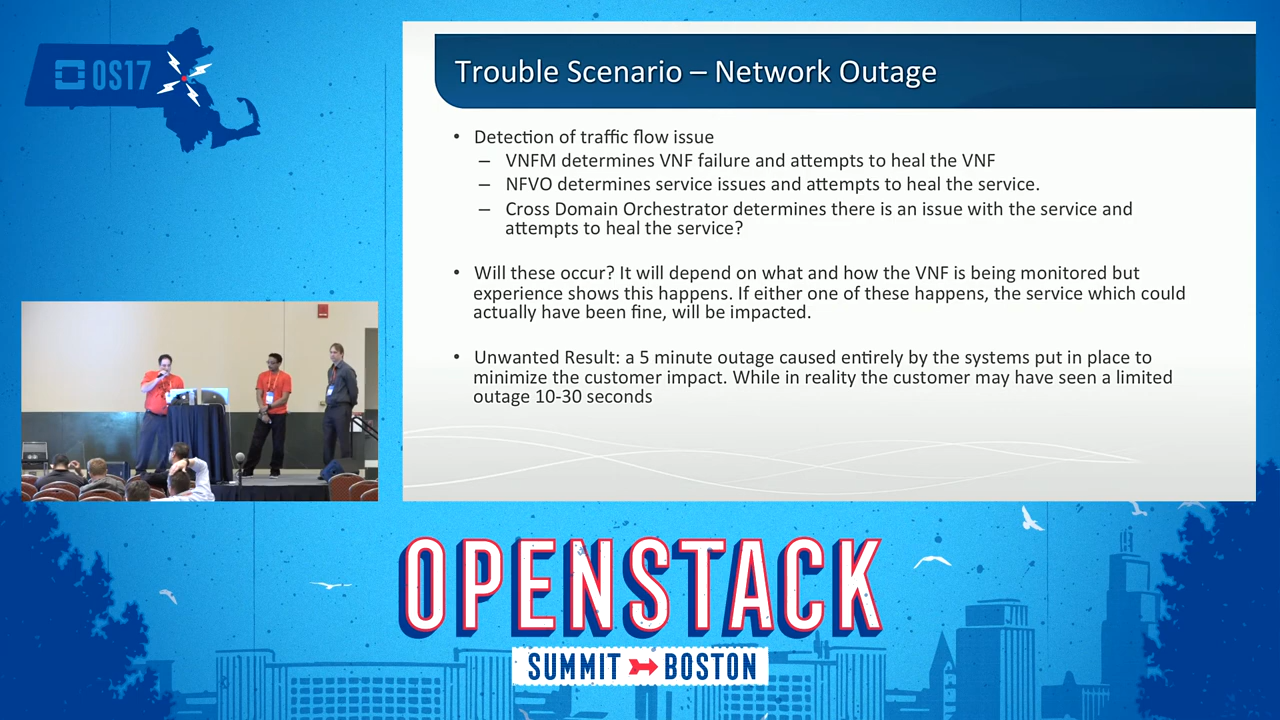 OS17
Trouble Scenario – Network Outage
• Detection of traffic flow issue
– VNFM determines VNF failure and attempts to heal the VNF
– NFVO determines service issues and attempts to heal the service.
– Cross Domain Orchestrator determines there is an issue with the service and
attempts to heal the service?
• Will these occur? It will depend on what and how the VNF is being monitored but
experience shows this happens. If either one of these happens, the service which could
actually have been fine, will be impacted.
• Unwanted Result: a 5 minute outage caused entirely by the systems put in place to
minimize the customer impact. While in reality the customer may have seen a limited
outage 10-30 seconds
OPENSTACK
SUMMIT BOSTON